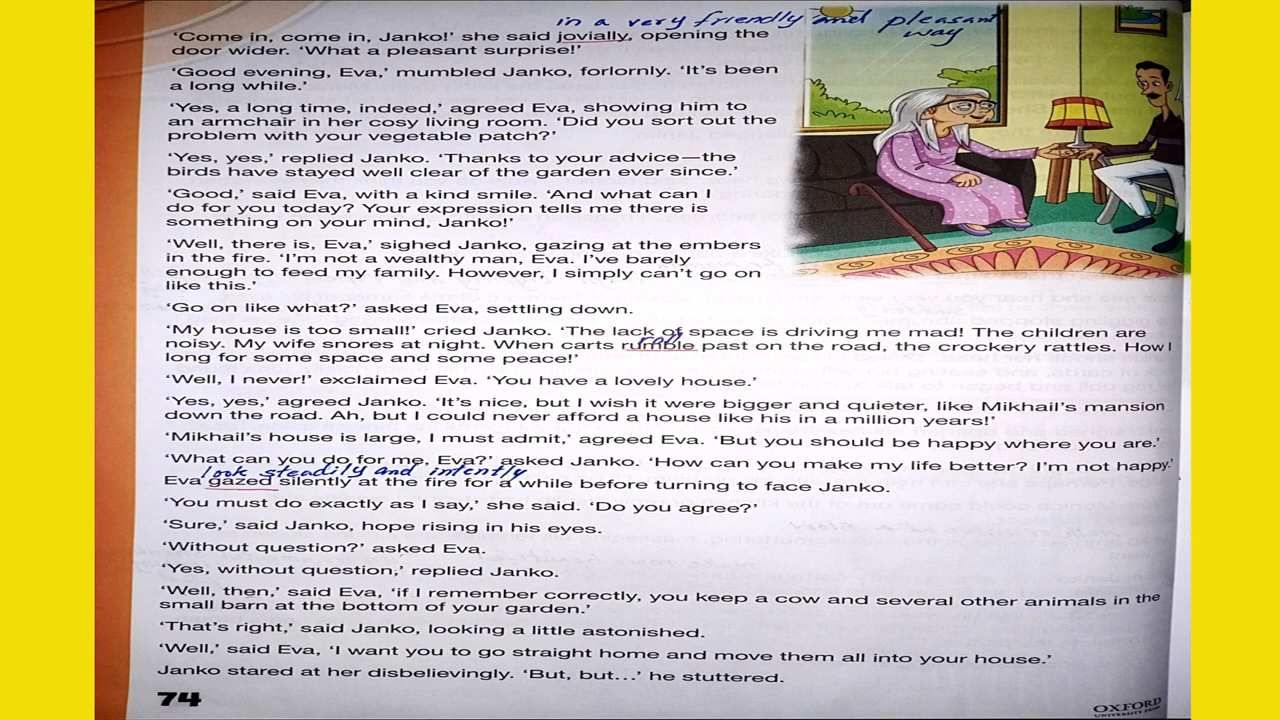 in a very friendly and pleasant
way
‘Come in, come in, Janko!’ she said jovially, opening the
door wider. ‘What a pleasant surprise!’
‘Good evening, Eva,’ mumbled Janko, forlornly. ‘It’s been
a long while.’
‘Yes, a long time, indeed,’ agreed Eva, showing him to
an armchair in her cosy living room. ‘Did you sort out the
problem with your vegetable patch?’
‘Yes, yes,’ replied Janko. ‘Thanks to your advice—the
birds have stayed well clear of the garden ever since.’
‘Good,’ said Eva, with a kind smile. ‘And what can I
do for you today? Your expression tells me there is
something on your mind, Janko!’
‘Well, there is, Eva,’ sighed Janko, gazing at the embers
in the fire. ‘I’m not a wealthy man, Eva. I’ve barely
enough to feed my family. However, I simply can’t go on
like this.’
‘Go on like what?’ asked Eva, settling down.
‘My house is too small!’ cried Janko. ‘The lack of space is driving me mad! The children are
roll
noisy. My wife snores at night. When carts rumble past on the road, the crockery rattles. How I
long for some space and some peace!’
‘Well, I never!’ exclaimed Eva. ‘You have a lovely house.’
‘Yes, yes,’ agreed Janko. ‘It’s nice, but I wish it were bigger and quieter, like Mikhail’s mansion
down the road. Ah, but I could never afford a house like his in a million years!’
‘Mikhail’s house is large, I must admit,’ agreed Eva. ‘But you should be happy where you are.’
‘What can you do for me, Eva?’ asked Janko. ‘How can you make my life better? I’m not happy.’
look steadily and intently
Eva gazed silently at the fire for a while before turning to face Janko.
‘You must do exactly as I say,’ she said. ‘Do you agree?’
‘Sure,’ said Janko, hope rising in his eyes.
‘Without question?’ asked Eva.
‘Yes, without question,’ replied Janko.
‘Well, then,’ said Eva, ‘if I remember correctly, you keep a cow and several other animals in the
small barn at the bottom of your garden.’
‘That’s right,’ said Janko, looking a little astonished.
‘Well,’ said Eva, ‘I want you to go straight home and move them all into your house.’
Janko stared at her disbelievingly. ‘But, but...’ he stuttered.
74
OXFORD